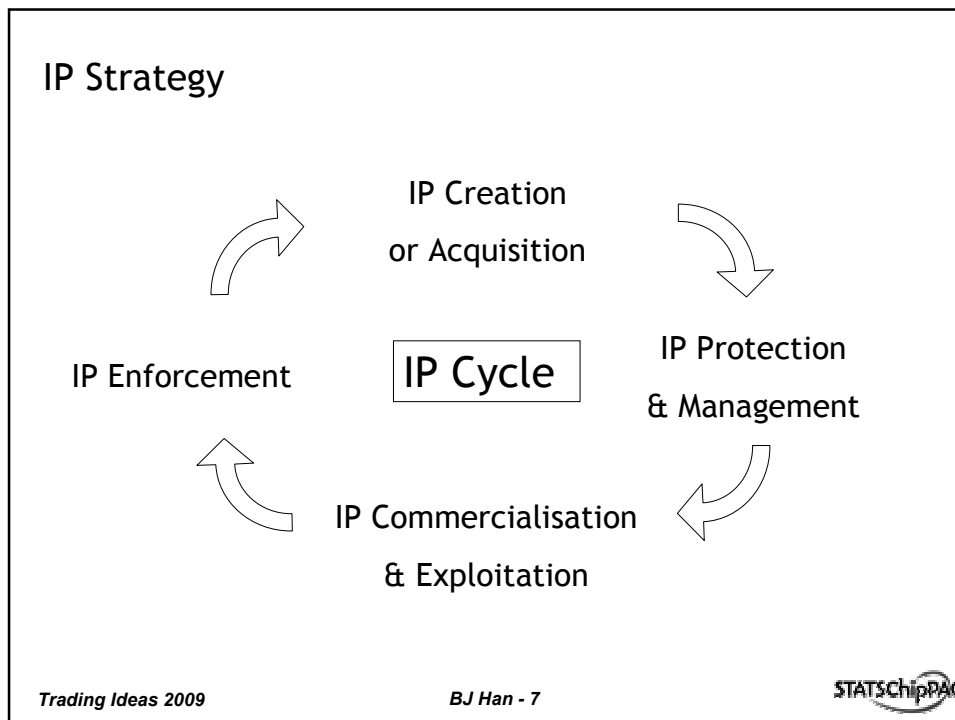 IP Strategy
IP Creation
or Acquisition
IP Protection
& Management
IP Cycle
IP Enforcement
IP Commercialisation
& Exploitation
Trading Ideas 2009
BJ Han - 7
STATSChipPAC